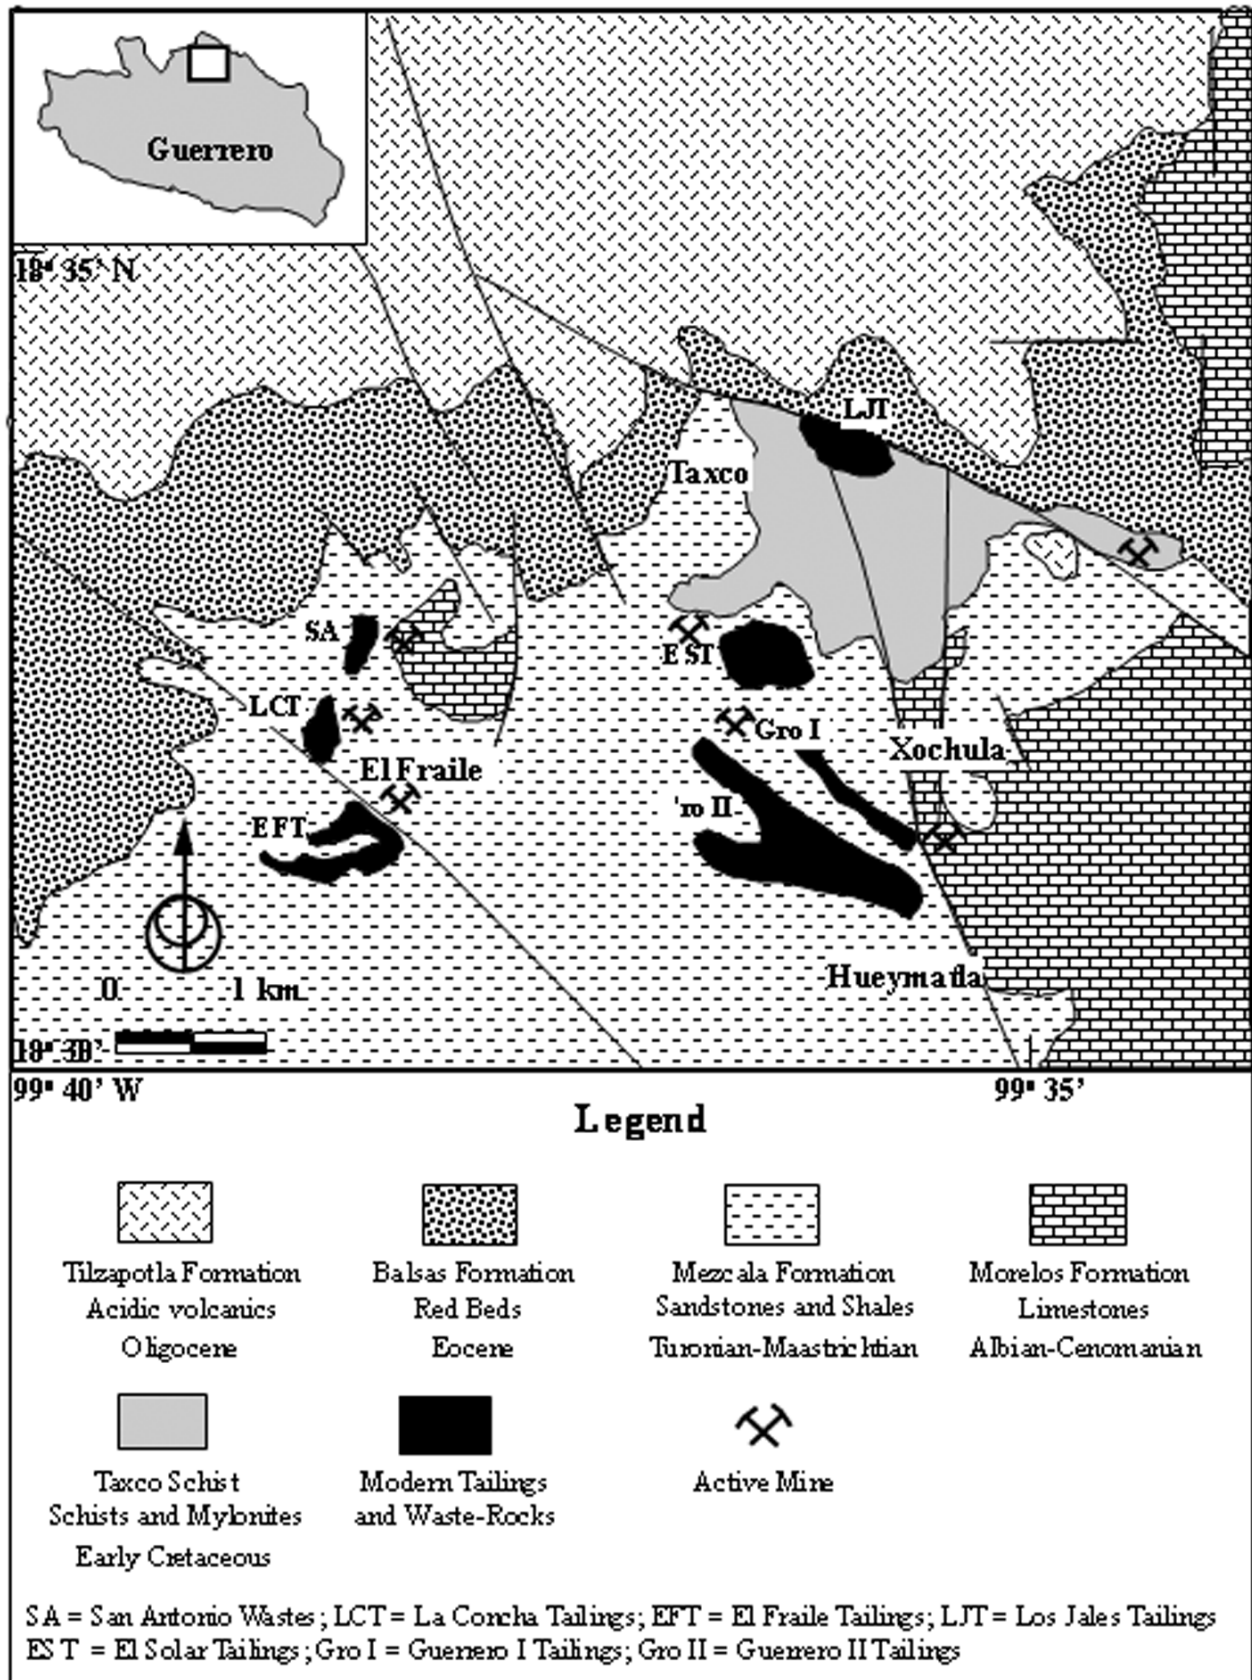 Guerrero
18º 35' N
LJT
Taxco
SA
EST
LCT
Gro I
Xochula
El Fraile
'ro II
EFT
Hueymatla
0 1 km
18º 30'
99º 40' W 99º 35'
Legend
Tilzapotla Formation
Acidic volcanics
Oligocene
Balsas Formation
Red Beds
Eocene
Mezcala Formation
Sandstones and Shales
Turonian-Maastrichtian
Morelos Formation
Limestones
Albian-Cenomanian
Taxco Schist
Schists and Mylonites
Early Cretaceous
Modern Tailings
and Waste-Rocks
Active Mine
SA = San Antonio Wastes; LCT = La Concha Tailings; EFT = El Fraile Tailings; LJT = Los Jales Tailings
EST = El Solar Tailings; Gro I = Guerrero I Tailings; Gro II = Guerrero II Tailings